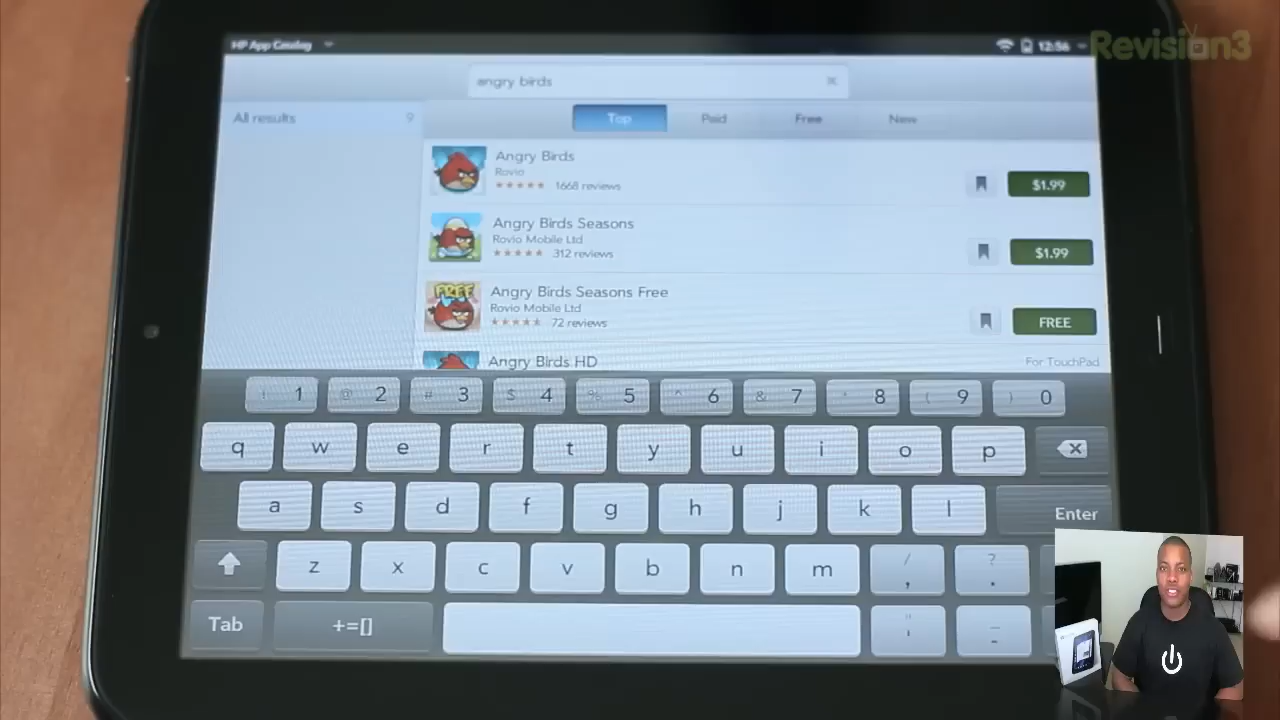 HP App Catalog
12:56
Revision3
angry birds
All results 9
Top Paid Free New
Angry Birds
Rovio
1668 reviews
$1.99
Angry Birds Seasons
Rovio Mobile Ltd
312 reviews
$1.99
FREE
Angry Birds Seasons Free
Rovio Mobile Ltd
72 reviews
FREE
Angry Birds HD
For TouchPad
! 1 @ 2 # 3 $ 4 % 5 ^ 6 & 7 * 8 ( 9 ) 0
q w e r t y u i o p
a s d f g h j k l Enter
z x c v b n m / , ? .
Tab +=[] " ' _ -